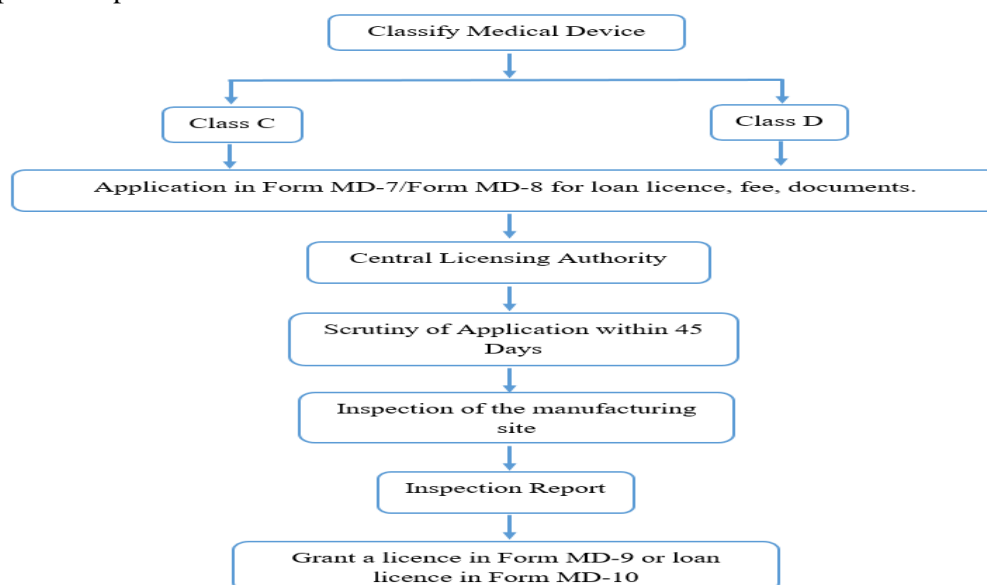 Classify Medical Device
Class C
Class D
Application in Form MD-7/Form MD-8 for loan licence, fee, documents.
Central Licensing Authority
Scrutiny of Application within 45
Days
Inspection of the manufacturing
site
Inspection Report
Grant a licence in Form MD-9 or loan
licence in Form MD-10